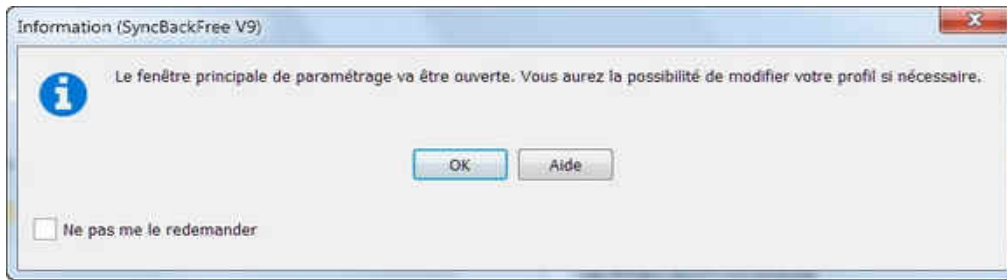 Information (SyncBackFree V9)
Le fenêtre principale de paramétrage va être ouverte. Vous aurez la possibilité de modifier votre profil si nécessaire.
OK Aide
Ne pas me le redemander